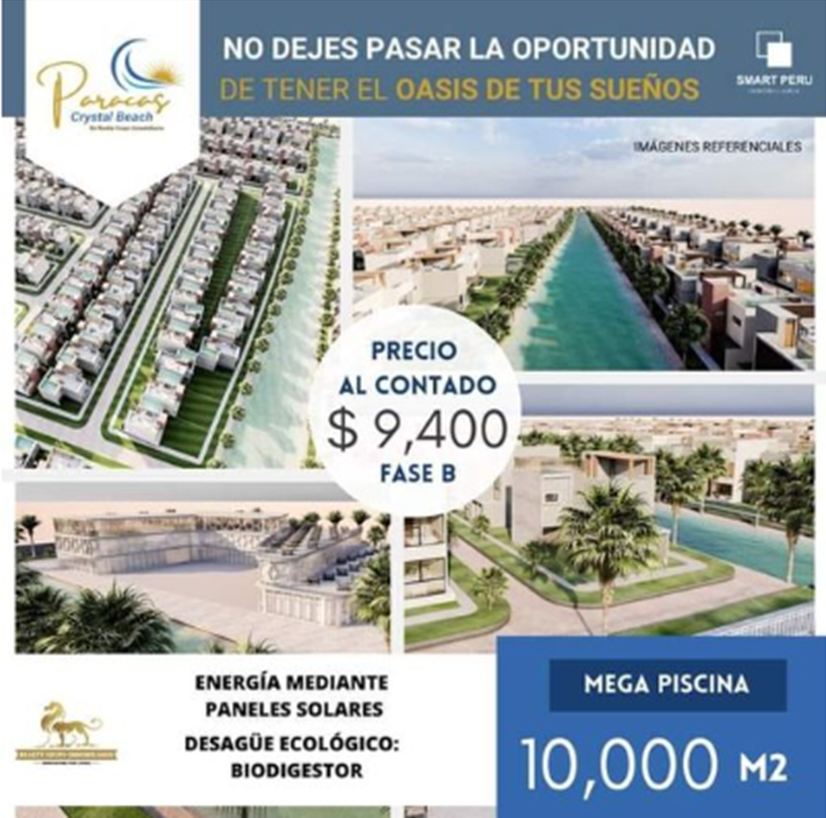 Paracas
Crystal Beach
NO DEJES PASAR LA OPORTUNIDAD
DE TENER EL OASIS DE TUS SUEÑOS
SMART PERU
IMÁGENES REFERENCIALES
PRECIO
AL CONTADO
$ 9,400
FASE B
ENERGÍA MEDIANTE
PANELES SOLARES
DESAGÜE ECOLÓGICO:
BIODIGESTOR
MEGA PISCINA
10,000 M2